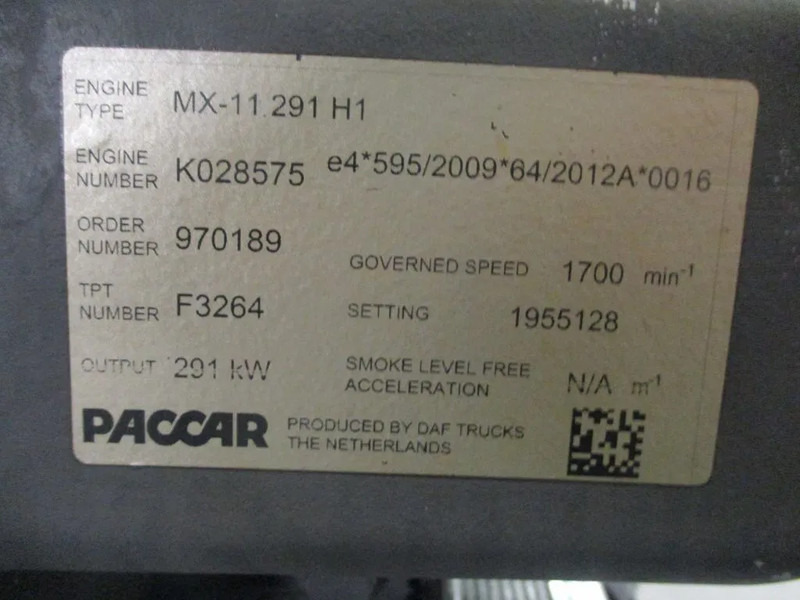 ENGINE TYPE MX-11 291 H1
ENGINE NUMBER K028575 e4*595/2009*64/2012A*0016
ORDER NUMBER 970189
GOVERNED SPEED 1700 min-1
TPT NUMBER F3264
SETTING 1955128
OUTPUT 291 kW
SMOKE LEVEL FREE ACCELERATION N/A m-1
PACCAR
PRODUCED BY DAF TRUCKS
THE NETHERLANDS